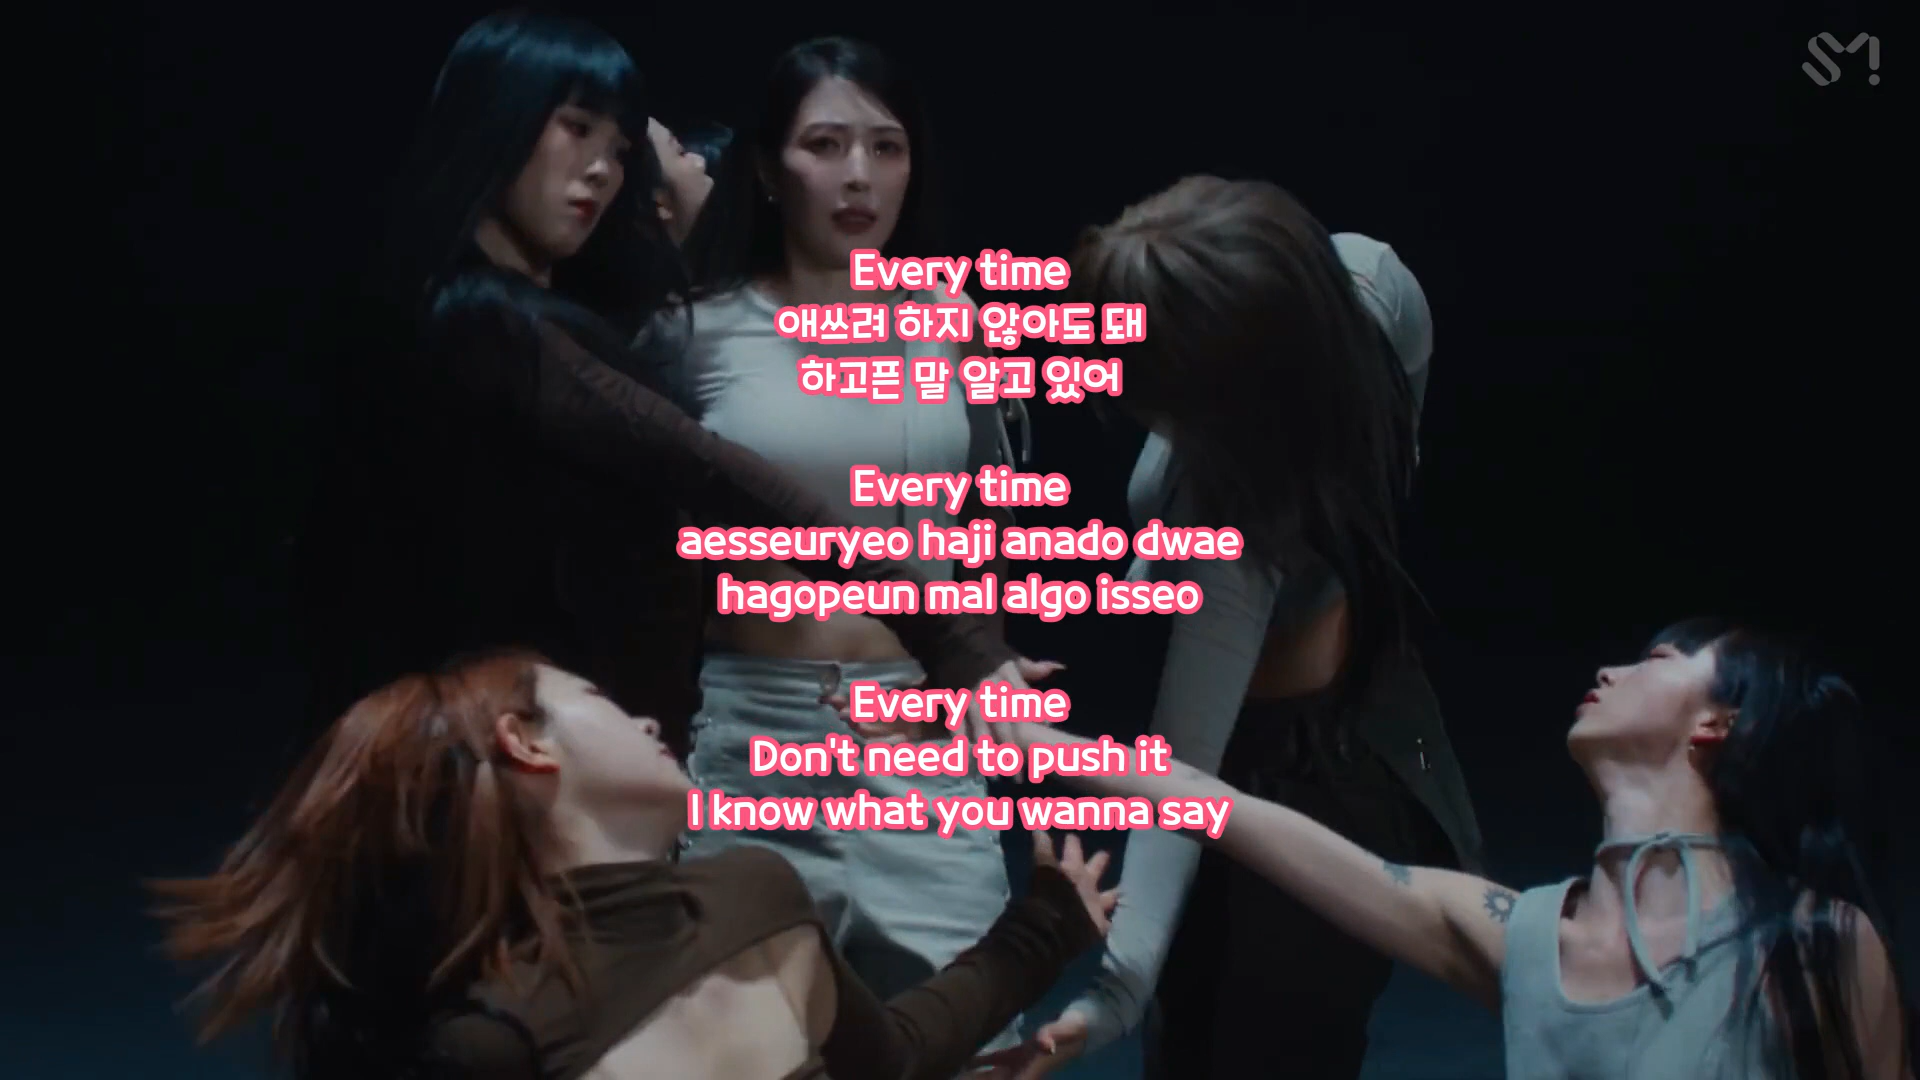 SM
Every time
애쓰려 하지 않아도 돼
하고픈 말 알고 있어
Every time
aesseuryeo haji anado dwae
hagopeun mal algo isseo
Every time
Don't need to push it
I know what you wanna say